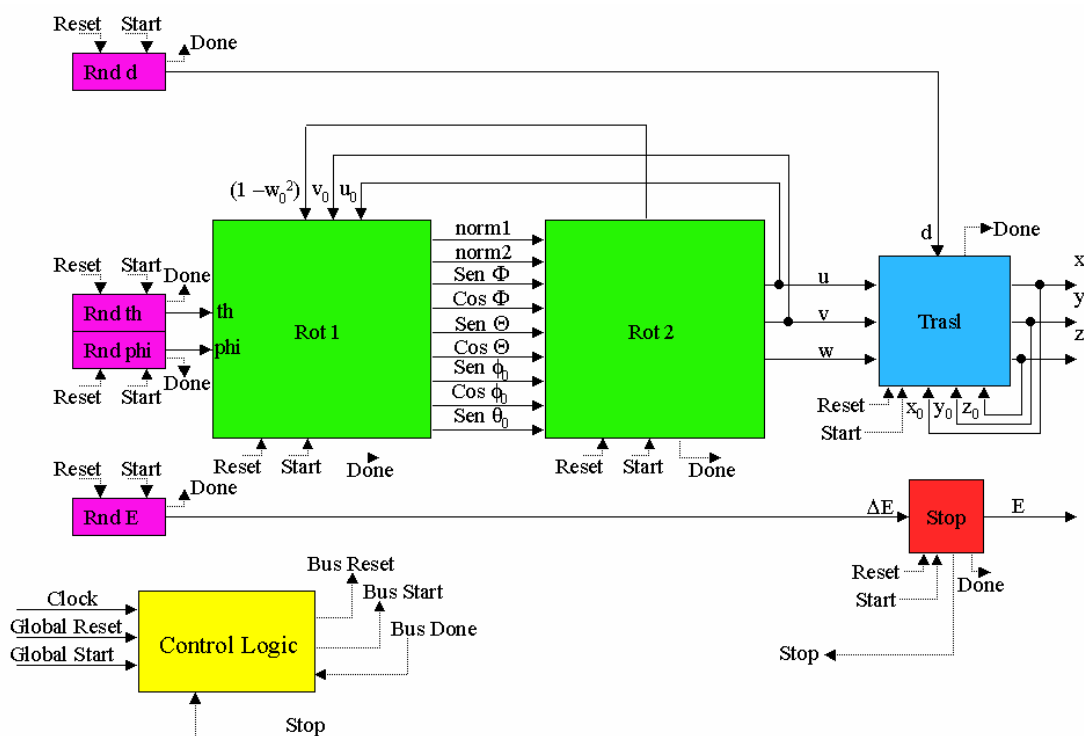 Reset Start
Done
Rnd d
(1 –w₀²) v₀ u₀
d
Done
norm1
norm2
Sen Φ
Cos Φ
Sen Θ
Cos Θ
Sen ϕ₀
Cos ϕ₀
Sen θ₀
Reset Start
Done
Rnd th
Rnd phi
th
phi
Done
Reset Start
Rot 1
Rot 2
u
v
w
Trasl
x
y
z
Reset
Start
x₀ y₀ z₀
Reset Start Done
Reset Start Done
Reset Start
Done
Rnd E
ΔE
Stop
E
Reset
Start
Done
Stop
Bus Reset
Bus Start
Bus Done
Clock
Global Reset
Global Start
Control Logic
Stop